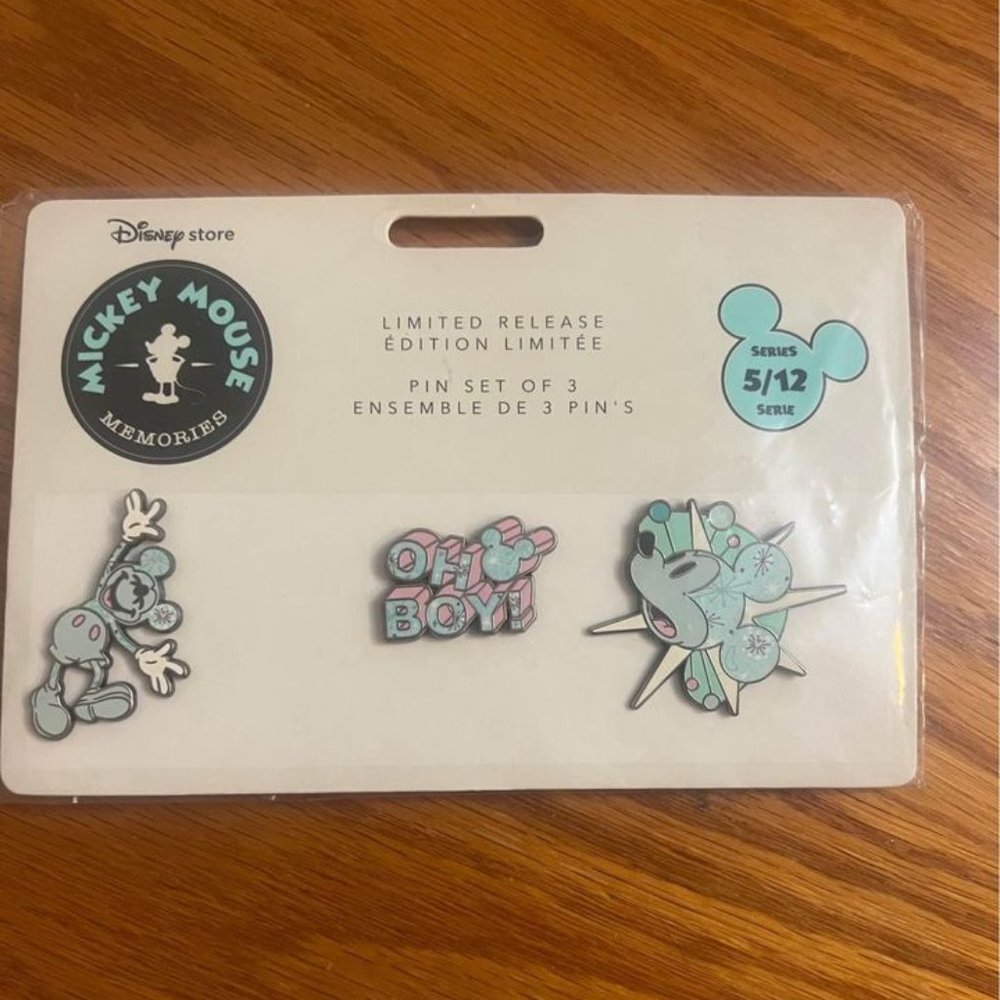 Disney store
MICKEY MOUSE
MEMORIES
LIMITED RELEASE
ÉDITION LIMITÉE
PIN SET OF 3
ENSEMBLE DE 3 PIN'S
SERIES
5/12
SERIE
OH
BOY!